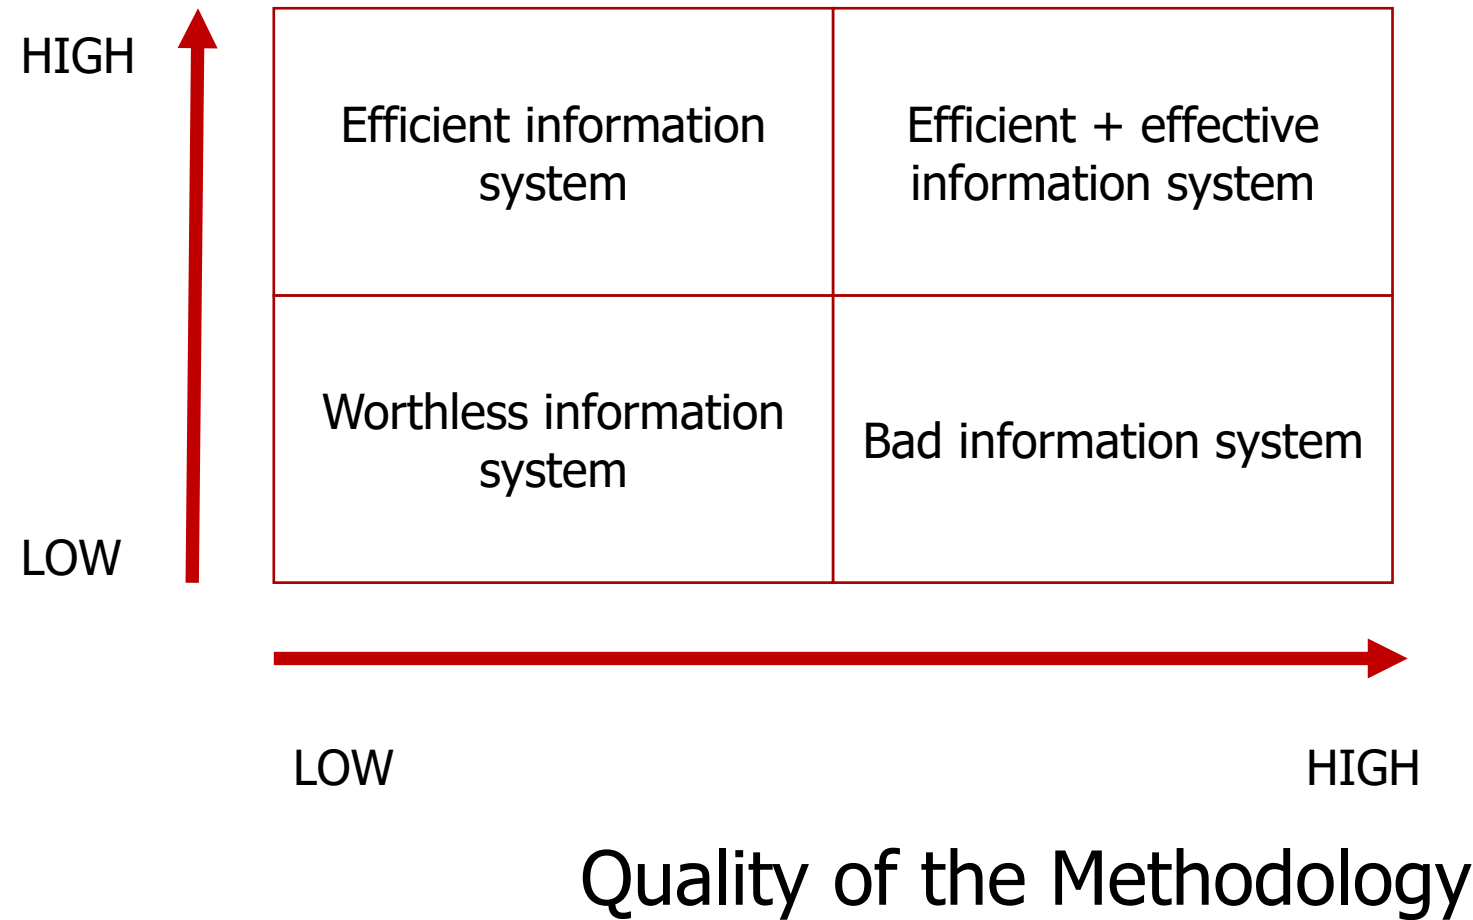 HIGH
Efficient information
system
Efficient + effective
information system
Worthless information
system
Bad information system
LOW
LOW
HIGH
Quality of the Methodology